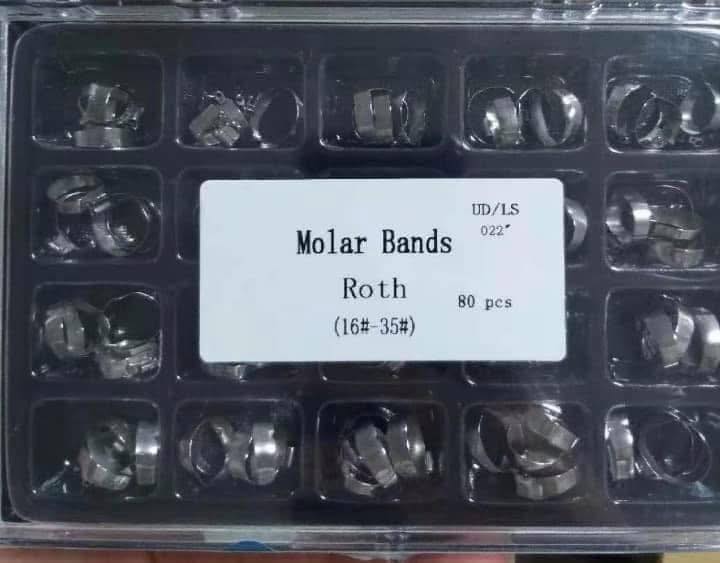 UD/LS
022"
Molar Bands
Roth
80 pcs
(16#-35#)